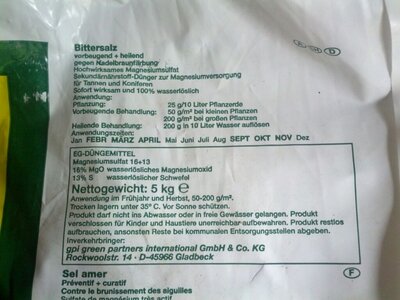 Bittersalz
vorbeugend + heilend
gegen Nadelbraunfärbung
Hochwirksames Magnesiumsulfat
Sekundärnährstoff-Dünger zur Magnesiumversorgung
für Tannen und Koniferen
Sofort wirksam und 100% wasserlöslich
Anwendung:
Pflanzung: 25 g/10 Liter Pflanzerde
Vorbeugende Behandlung: 50 g/m² bei kleinen Pflanzen
200 g/m² bei großen Pflanzen
Heilende Behandlung: 200 g in 10 Liter Wasser auflösen
Anwendungszeiten:
Jan FEBR MÄRZ APRIL Mai Juni Juli Aug SEPT OKT NOV Dez
A CH D
EG-DÜNGEMITTEL
Magnesiumsulfat 16+13
16% MgO wasserlösliches Magnesiumoxid
13% S wasserlöslicher Schwefel
Nettogewicht: 5 kg e
Anwendung im Frühjahr und Herbst, 50-200 g/m².
Trocken lagern unter 35° C. Vor Sonne schützen.
Produkt darf nicht ins Abwasser oder in freie Gewässer gelangen. Produkt
verschlossen für Kinder und Haustiere unerreichbar aufbewahren. Produkt restlos
aufbrauchen, ansonsten Reste bei kommunalen Entsorgungsstellen abgeben.
Inverkehrbringer:
gpi green partners international GmbH & Co. KG
Rockwoolstr. 14 · D-45966 Gladbeck
Sel amer
F
Préventif + curatif
Contre le brunissement des aiguilles
Sulfate de magnésium très actif